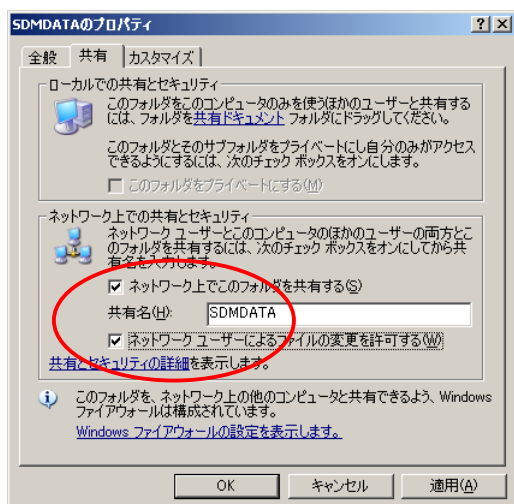 SDMDATAのプロパティ
全般 共有 カスタマイズ
ローカルでの共有とセキュリティ
このフォルダをこのコンピュータのみを使うほかのユーザーと共有する
には、フォルダを共有ドキュメント フォルダにドラッグしてください。
このフォルダとそのサブフォルダをプライベートにし自分のみがアクセス
できるようにするには、次のチェック ボックスをオンにします。
このフォルダをプライベートにする(M)
ネットワーク上での共有とセキュリティ
ネットワーク ユーザーとこのコンピュータのほかのユーザーの両方とこ
のフォルダを共有するには、次のチェック ボックスをオンにしてから共
有名を入力します。
ネットワーク上でこのフォルダを共有する(S)
共有名(H): SDMDATA
ネットワーク ユーザーによるファイルの変更を許可する(W)
共有とセキュリティの詳細を表示します。
このフォルダを、ネットワーク上の他のコンピュータと共有できるよう、Windows
ファイアウォールは構成されています。
Windows ファイアウォールの設定を表示します。
OK キャンセル 適用(A)